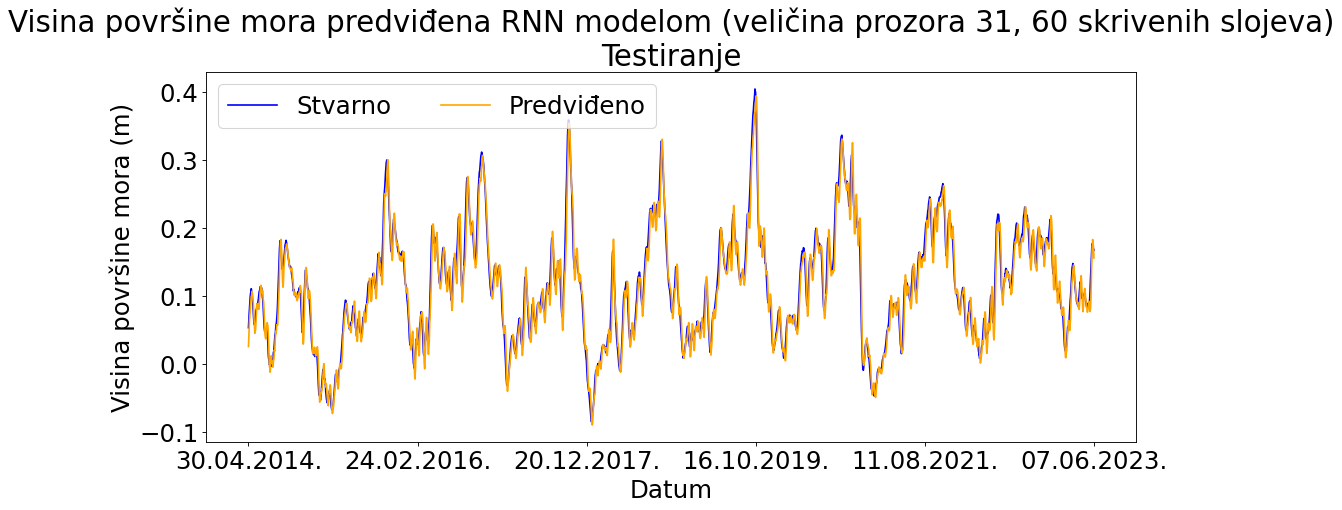 Visina površine mora predviđena RNN modelom (veličina prozora 31, 60 skrivenih slojeva)
Testiranje
Stvarno Predviđeno
Visina površine mora (m)
0.4
0.3
0.2
0.1
0.0
−0.1
30.04.2014. 24.02.2016. 20.12.2017. 16.10.2019. 11.08.2021. 07.06.2023.
Datum